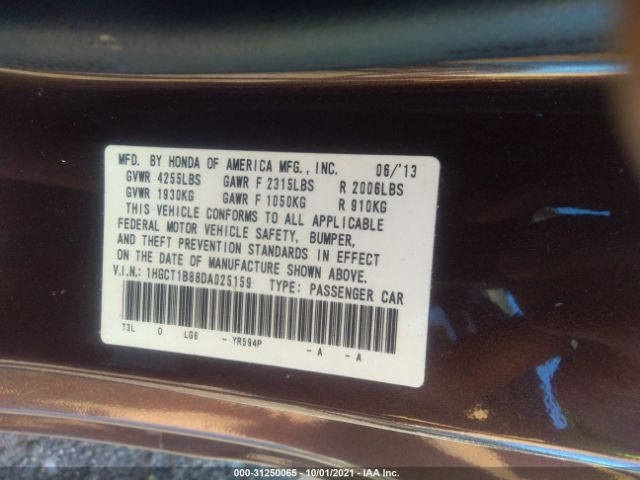 MFD. BY HONDA OF AMERICA MFG., INC. 06/'13
GVWR 4255LBS GAWR F 2315LBS R 2006LBS
GVWR 1930KG GAWR F 1050KG R 910KG
THIS VEHICLE CONFORMS TO ALL APPLICABLE
FEDERAL MOTOR VEHICLE SAFETY, BUMPER,
AND THEFT PREVENTION STANDARDS IN EFFECT
ON THE DATE OF MANUFACTURE SHOWN ABOVE.
V.I.N.: 1HGCT1B88DA025159 TYPE: PASSENGER CAR
T3L D LG6 - YR594P - A - A
000-31250065 - 10/01/2021 - IAA Inc.